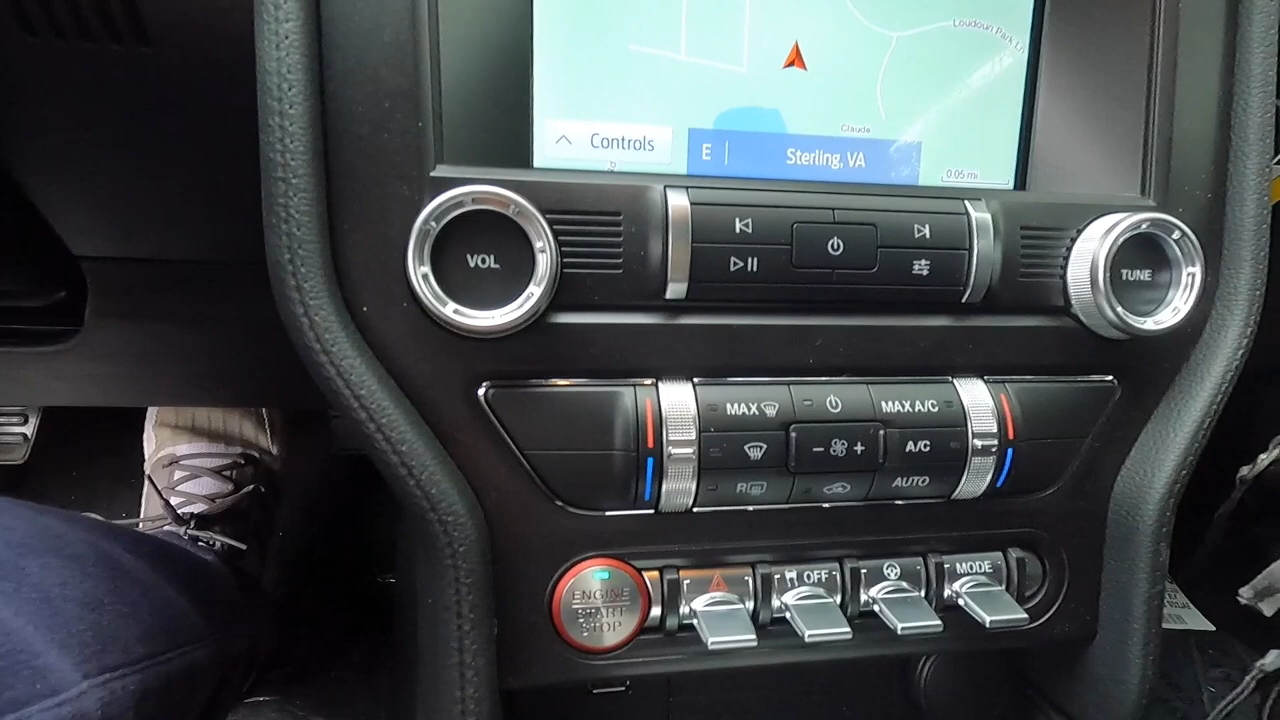 Loudoun Park Ln
Claude
Controls
E
Sterling, VA
0.05 mi
VOL
TUNE
MAX
MAX A/C
A/C
R
AUTO
ENGINE
START
STOP
OFF
MODE